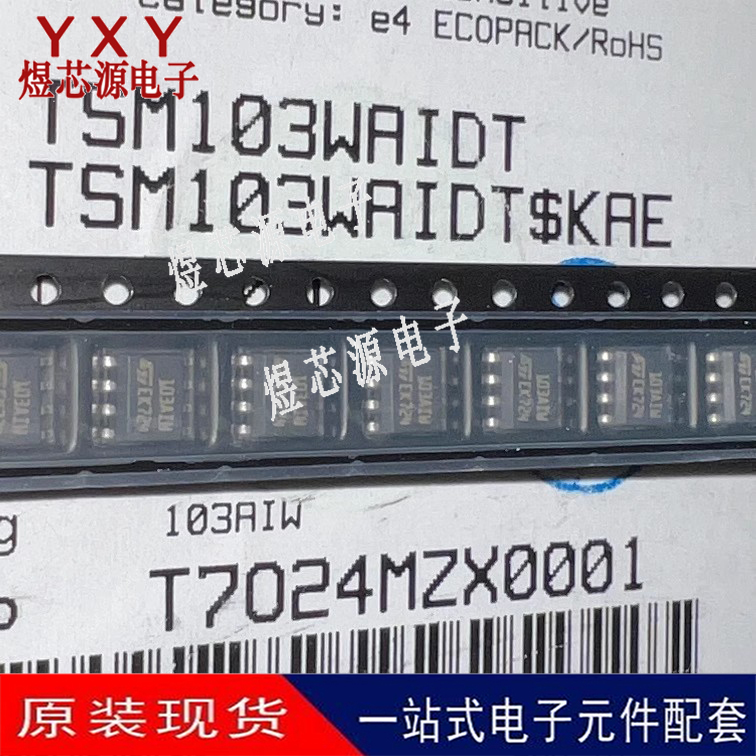 YXY
煜芯源电子
Category: e4 ECOPACK/RoHS
TSM103WAIDT
TSM103WAIDT$KAE
煜芯源电子
煜芯源电子
103AIW
T7024MZX0001
原装现货
一站式电子元件配套